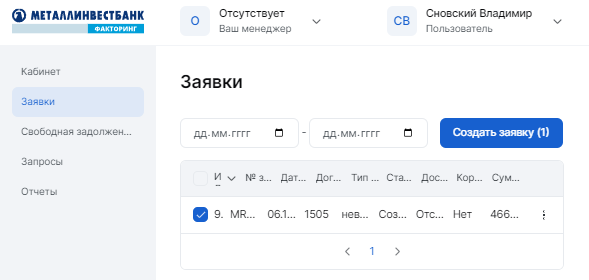 МЕТАЛЛИНВЕСТБАНК
ФАКТОРИНГ
О Отсутствует
Ваш менеджер
СВ Сновский Владимир
Пользователь
Кабинет
Заявки
Свободная задолжен...
Запросы
Отчеты
Заявки
дд.мм.гггг - дд.мм.гггг Создать заявку (1)
И № з... Дат... Дог... Тип ... Ста... Дос... Кор... Сум...
9. MR... 06.1... 1505 нев... Соз... Отс... Нет 466...
1